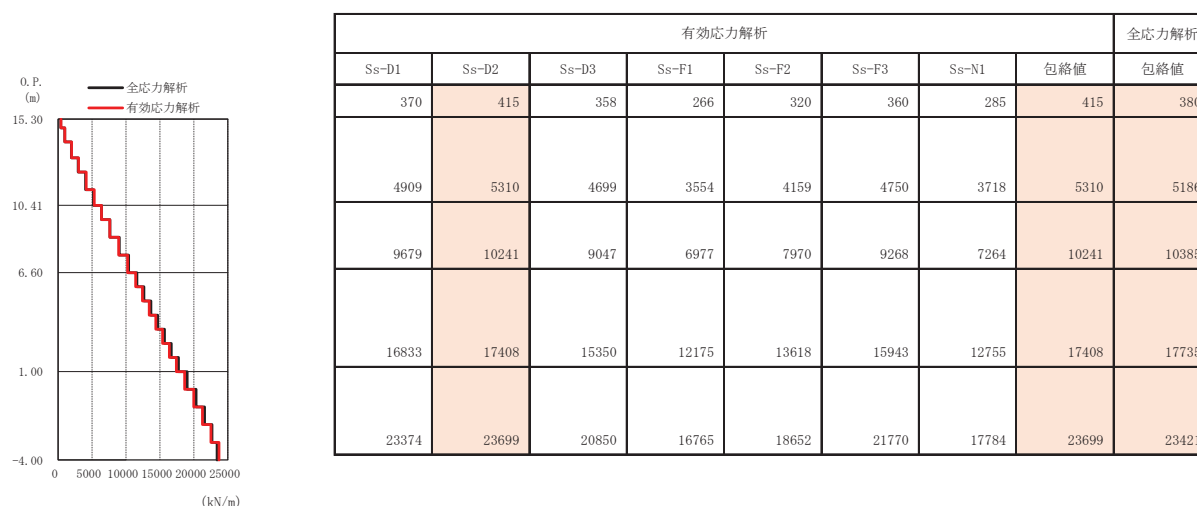 O.P.
(m)
全応力解析
有効応力解析
15.30
10.41
6.60
1.00
-4.00
0 5000 10000 15000 20000 25000
(kN/m)
有効応力解析 全応力解析
Ss-D1 Ss-D2 Ss-D3 Ss-F1 Ss-F2 Ss-F3 Ss-N1 包絡値 包絡値
370 415 358 266 320 360 285 415 380
4909 5310 4699 3554 4159 4750 3718 5310 5186
9679 10241 9047 6977 7970 9268 7264 10241 10385
16833 17408 15350 12175 13618 15943 12755 17408 17735
23374 23699 20850 16765 18652 21770 17784 23699 23421